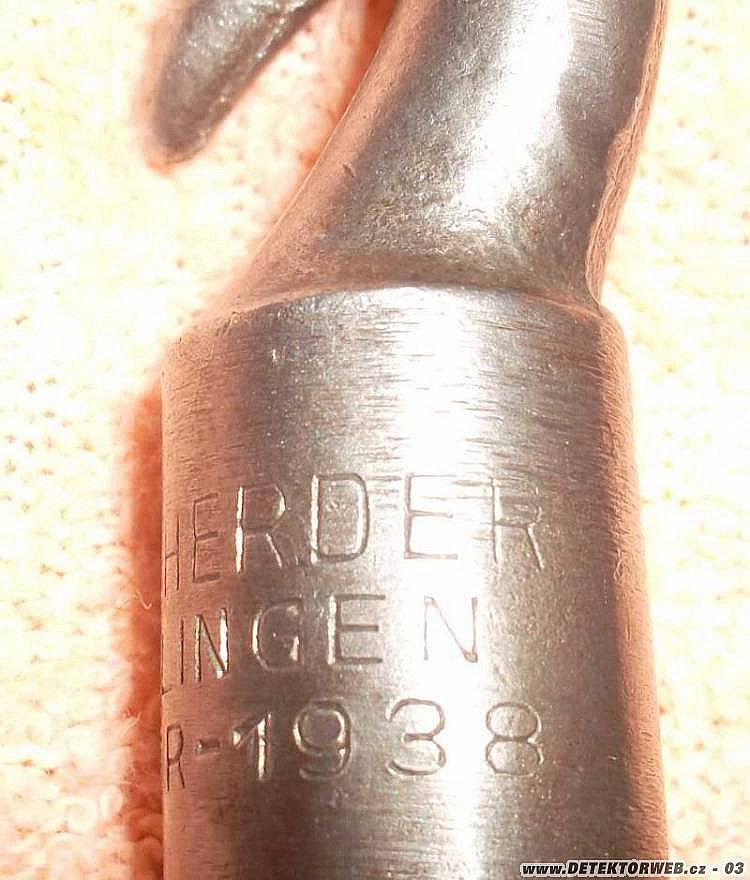 HERDER
LINGEN
R-1938
www.DETEKTORWEB.cz - 03